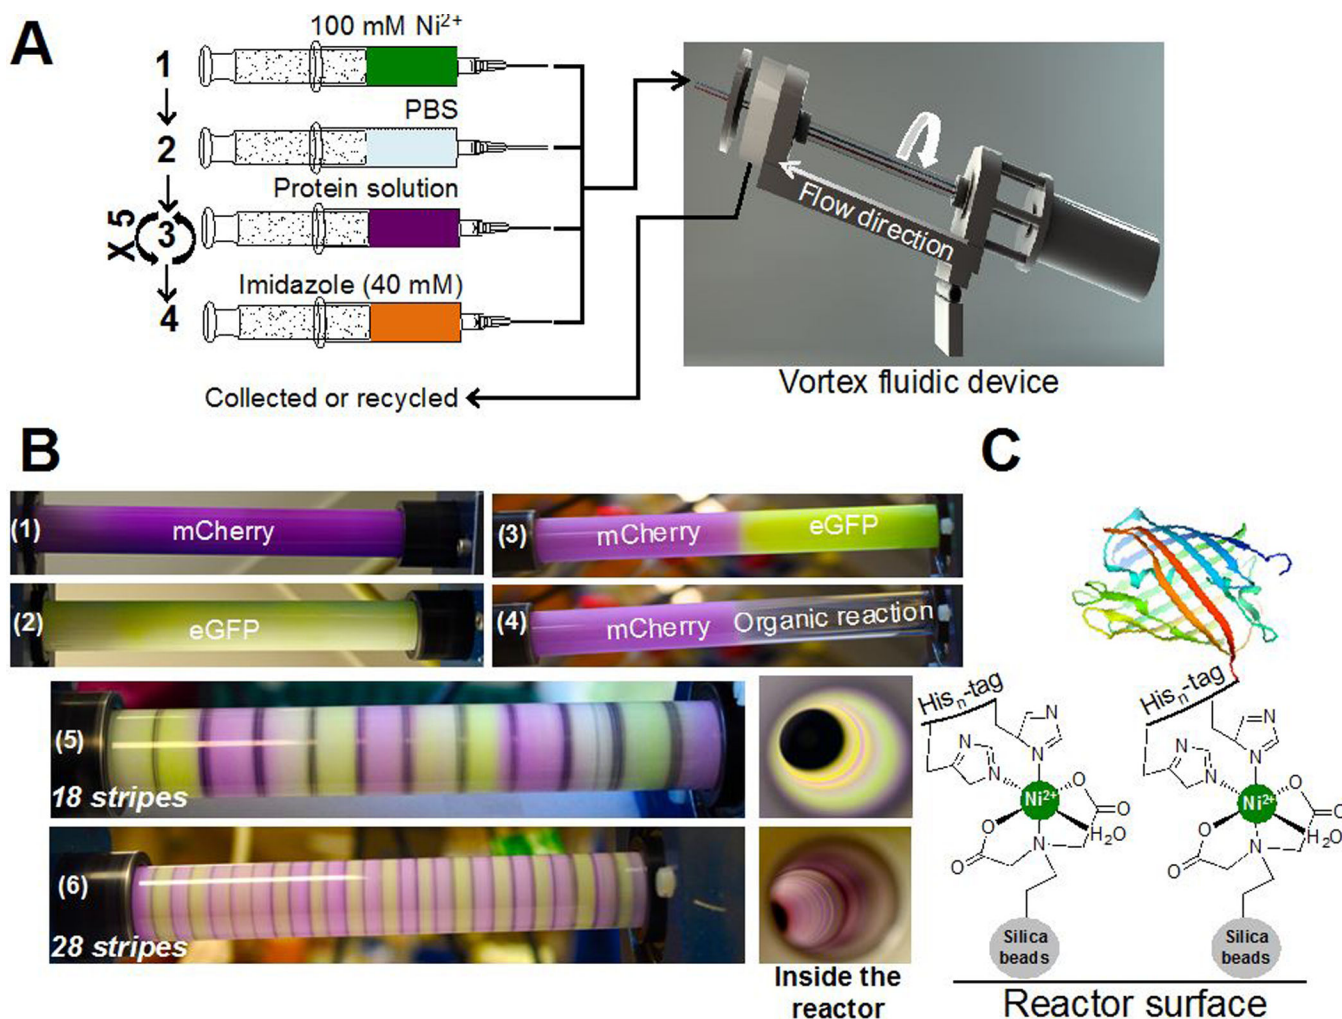 A
100 mM Ni²⁺
1
PBS
2
Protein solution
X 5
3
Imidazole (40 mM)
4
Collected or recycled
Flow direction
Vortex fluidic device
B
(1)
mCherry
(2)
eGFP
(3)
mCherry
eGFP
(4)
mCherry
Organic reaction
(5)
18 stripes
(6)
28 stripes
Inside the
reactor
C
Hisₙ-tag
Hisₙ-tag
N
N
N
N
Ni²⁺
O
O
O
H₂O
O
N
N
N
N
N
Ni²⁺
O
O
O
H₂O
O
N
Silica
beads
Silica
beads
Reactor surface